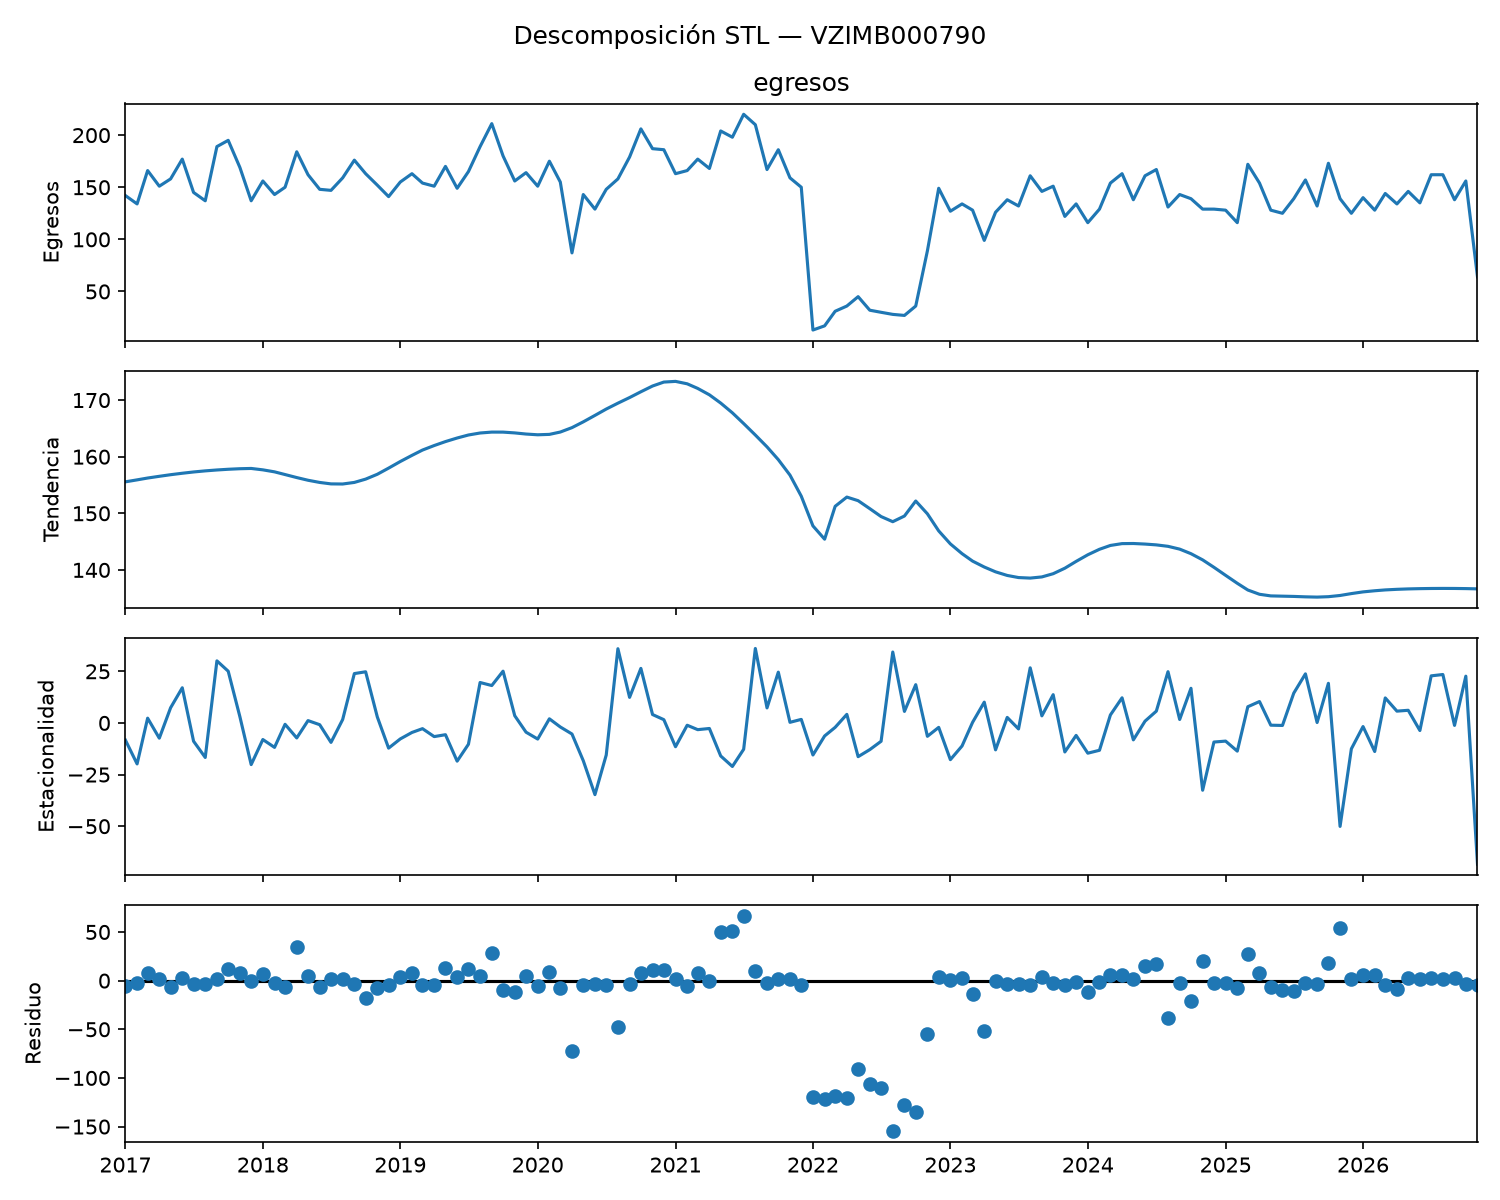 Descomposición STL — VZIMB000790
egresos
Egresos
200
150
100
50
Tendencia
170
160
150
140
Estacionalidad
25
0
−25
−50
Residuo
50
0
−50
−100
−150
2017 2018 2019 2020 2021 2022 2023 2024 2025 2026